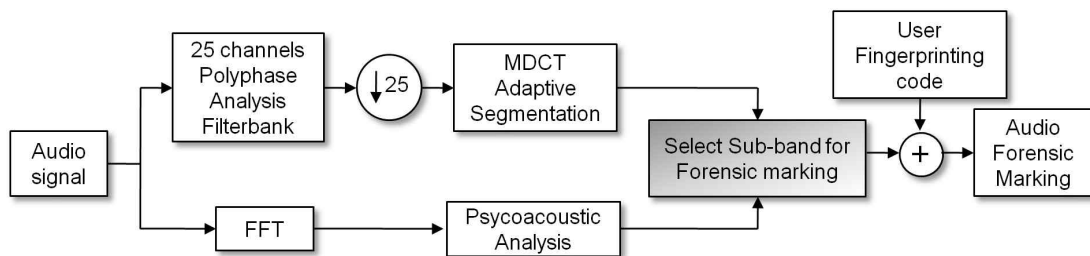 Audio
signal
25 channels
Polyphase
Analysis
Filterbank
↓25
MDCT
Adaptive
Segmentation
FFT
Psycoacoustic
Analysis
Select Sub-band for
Forensic marking
User
Fingerprinting
code
+
Audio
Forensic
Marking